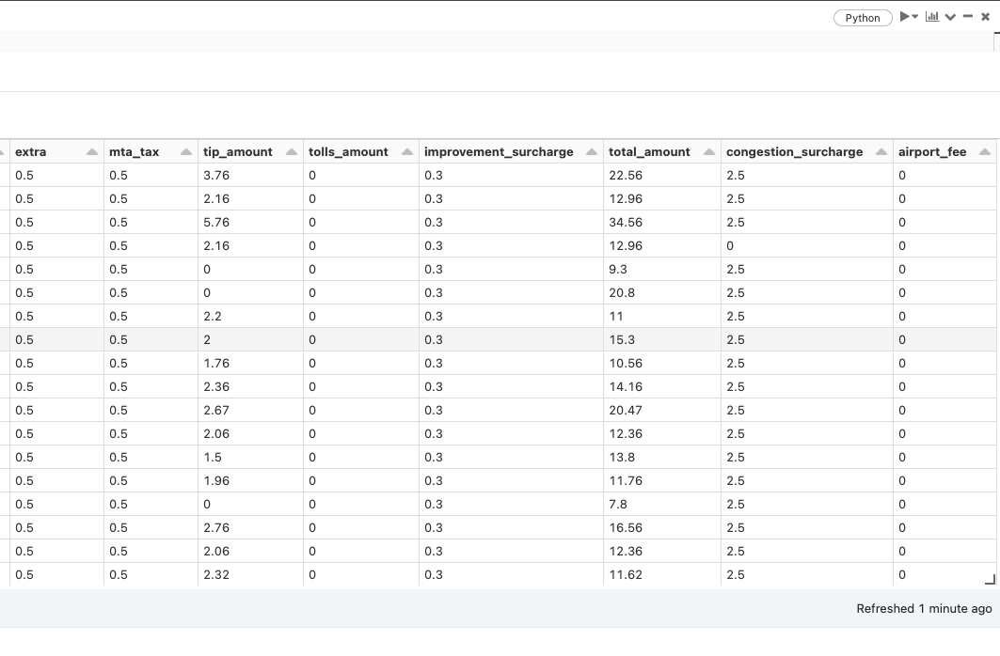 Python
extra mta_tax tip_amount tolls_amount improvement_surcharge total_amount congestion_surcharge airport_fee
0.5 0.5 3.76 0 0.3 22.56 2.5 0
0.5 0.5 2.16 0 0.3 12.96 2.5 0
0.5 0.5 5.76 0 0.3 34.56 2.5 0
0.5 0.5 2.16 0 0.3 12.96 0 0
0.5 0.5 0 0 0.3 9.3 2.5 0
0.5 0.5 0 0 0.3 20.8 2.5 0
0.5 0.5 2.2 0 0.3 11 2.5 0
0.5 0.5 2 0 0.3 15.3 2.5 0
0.5 0.5 1.76 0 0.3 10.56 2.5 0
0.5 0.5 2.36 0 0.3 14.16 2.5 0
0.5 0.5 2.67 0 0.3 20.47 2.5 0
0.5 0.5 2.06 0 0.3 12.36 2.5 0
0.5 0.5 1.5 0 0.3 13.8 2.5 0
0.5 0.5 1.96 0 0.3 11.76 2.5 0
0.5 0.5 0 0 0.3 7.8 2.5 0
0.5 0.5 2.76 0 0.3 16.56 2.5 0
0.5 0.5 2.06 0 0.3 12.36 2.5 0
0.5 0.5 2.32 0 0.3 11.62 2.5 0
Refreshed 1 minute ago